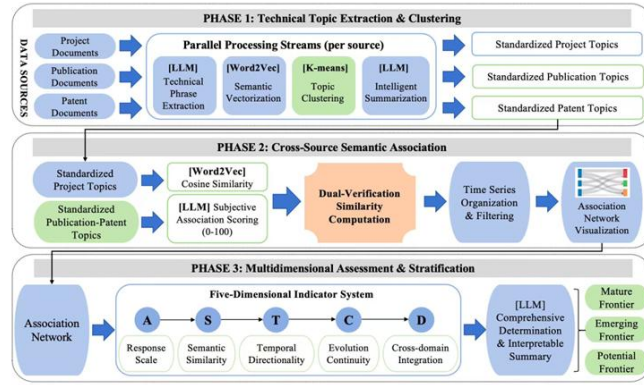 PHASE 1: Technical Topic Extraction & Clustering
DATA SOURCES
Project
Documents
Publication
Documents
Patent
Documents
Parallel Processing Streams (per source)
[LLM]
Technical
Phrase
Extraction
[Word2Vec]
Semantic
Vectorization
[K-means]
Topic
Clustering
[LLM]
Intelligent
Summarization
Standardized Project Topics
Standardized Publication Topics
Standardized Patent Topics
PHASE 2: Cross-Source Semantic Association
Standardized
Project Topics
Standardized
Publication-Patent
Topics
[Word2Vec]
Cosine Similarity
[LLM] Subjective
Association Scoring
(0-100)
Dual-Verification
Similarity
Computation
Time Series
Organization
& Filtering
Association
Network
Visualization
PHASE 3: Multidimensional Assessment & Stratification
Association
Network
Five-Dimensional Indicator System
A
S
T
C
D
Response
Scale
Semantic
Similarity
Temporal
Directionality
Evolution
Continuity
Cross-domain
Integration
[LLM]
Comprehensive
Determination
& Interpretable
Summary
Mature
Frontier
Emerging
Frontier
Potential
Frontier